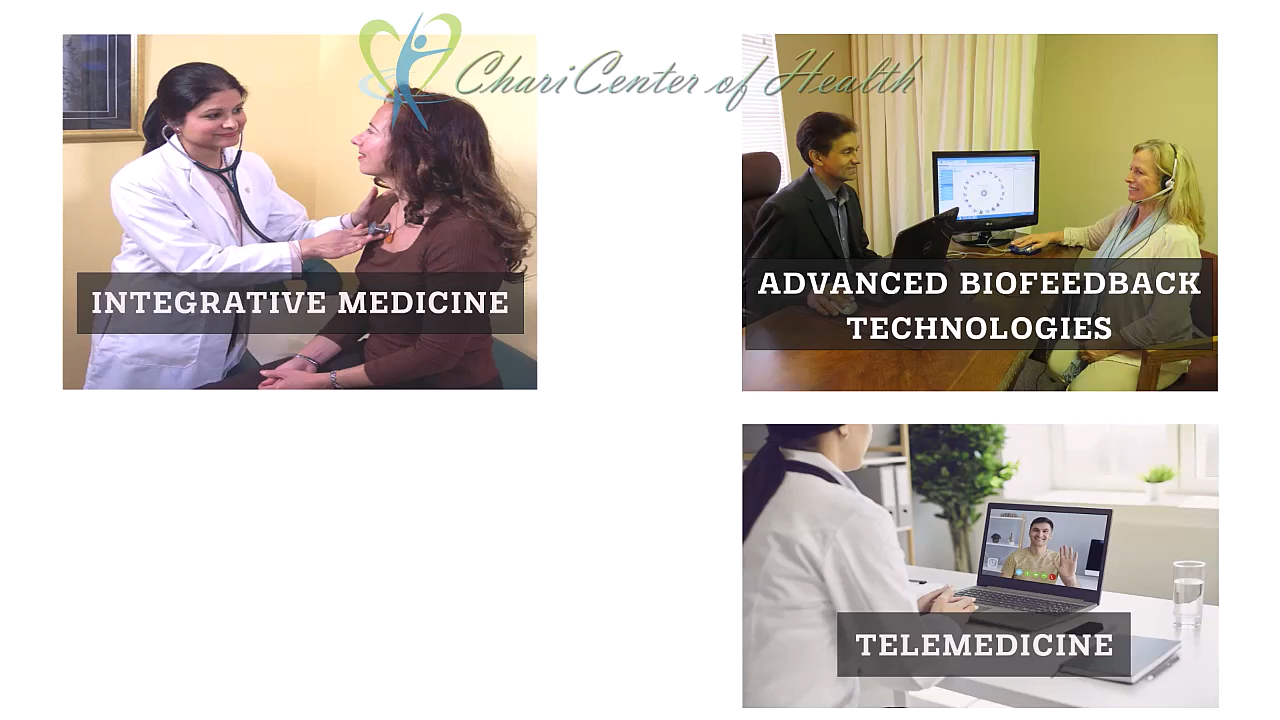 Chari Center of Health
INTEGRATIVE MEDICINE
ADVANCED BIOFEEDBACK
TECHNOLOGIES
TELEMEDICINE